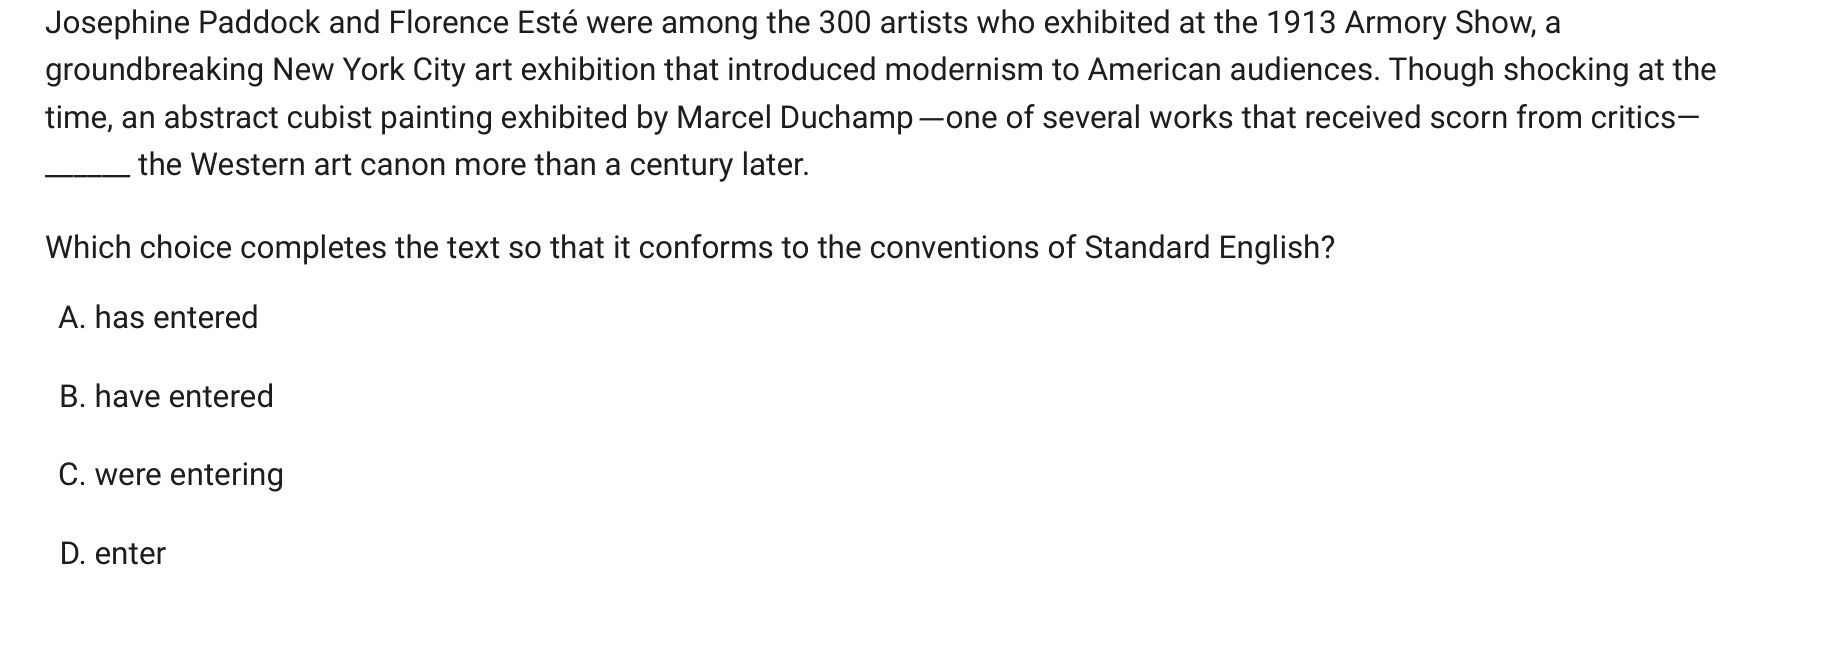 Josephine Paddock and Florence Esté were among the 300 artists who exhibited at the 1913 Armory Show, a
groundbreaking New York City art exhibition that introduced modernism to American audiences. Though shocking at the
time, an abstract cubist painting exhibited by Marcel Duchamp—one of several works that received scorn from critics—
______ the Western art canon more than a century later.
Which choice completes the text so that it conforms to the conventions of Standard English?
A. has entered
B. have entered
C. were entering
D. enter